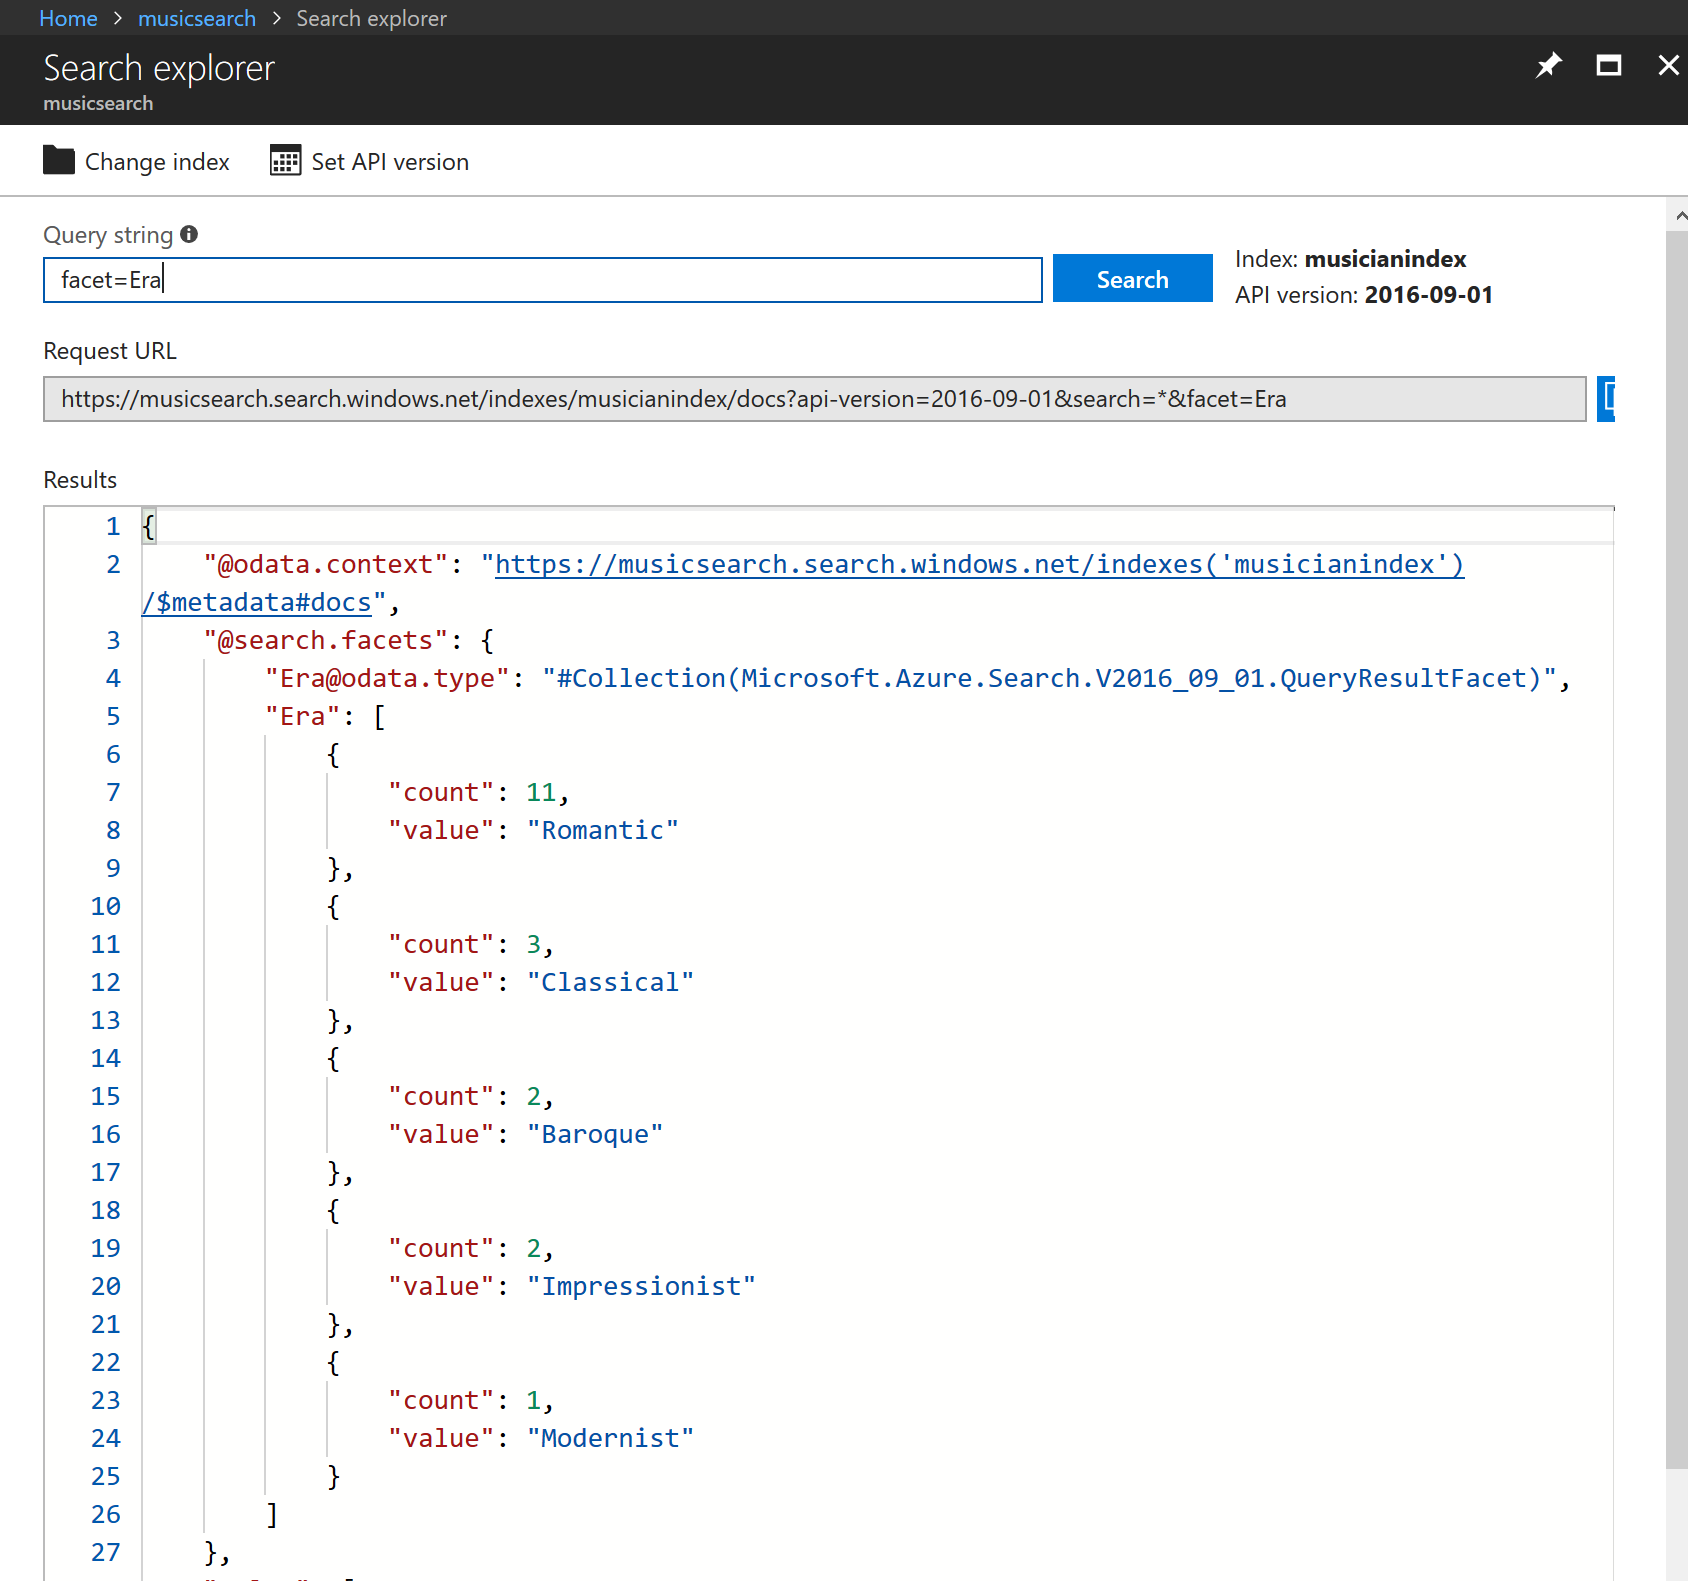 Home > musicsearch > Search explorer
Search explorer
musicsearch
Change index Set API version
Query string
facet=Era
Search
Index: musicianindex
API version: 2016-09-01
Request URL
https://musicsearch.search.windows.net/indexes/musicianindex/docs?api-version=2016-09-01&search=*&facet=Era
Results
1 {
2 "@odata.context": "https://musicsearch.search.windows.net/indexes('musicianindex')
/$metadata#docs",
3 "@search.facets": {
4 "Era@odata.type": "#Collection(Microsoft.Azure.Search.V2016_09_01.QueryResultFacet)",
5 "Era": [
6 {
7 "count": 11,
8 "value": "Romantic"
9 },
10 {
11 "count": 3,
12 "value": "Classical"
13 },
14 {
15 "count": 2,
16 "value": "Baroque"
17 },
18 {
19 "count": 2,
20 "value": "Impressionist"
21 },
22 {
23 "count": 1,
24 "value": "Modernist"
25 }
26 ]
27 },